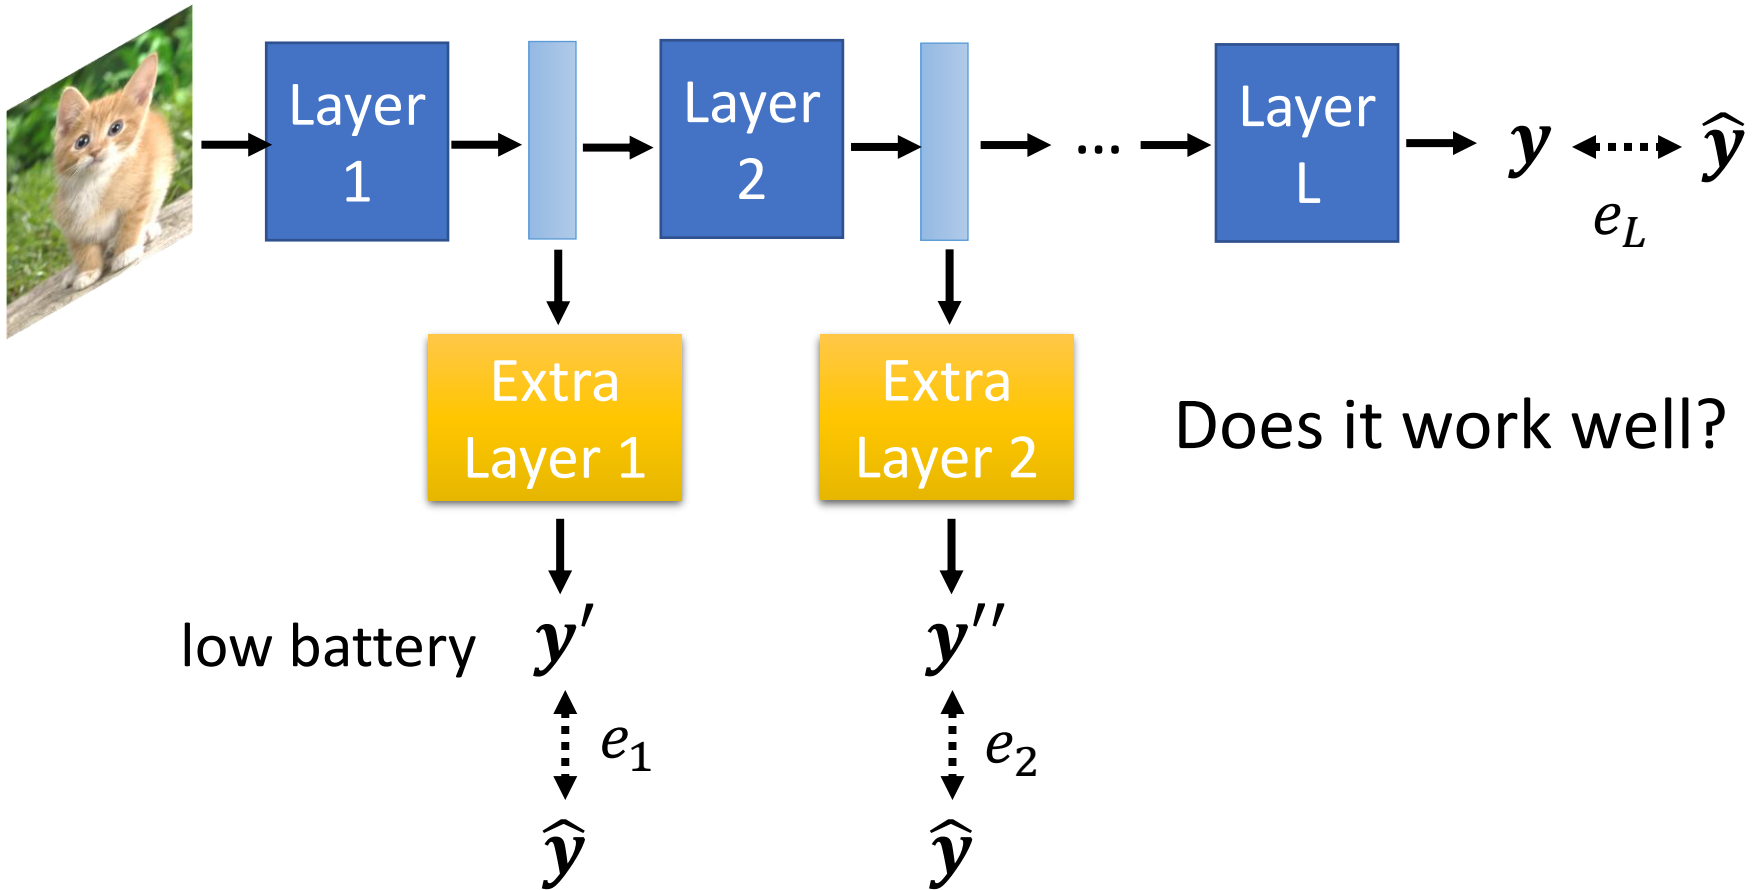 Layer
1
Layer
2
...
Layer
L
y
ŷ
e_L
Extra
Layer 1
Extra
Layer 2
Does it work well?
low battery
y′
y′′
e_1
e_2
ŷ
ŷ